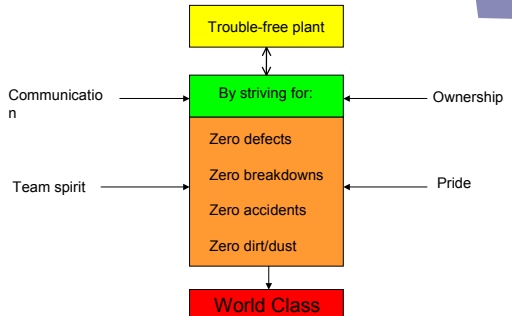 Trouble-free plant
By striving for:
Communicatio
n
Ownership
Zero defects
Zero breakdowns
Team spirit
Pride
Zero accidents
Zero dirt/dust
World Class